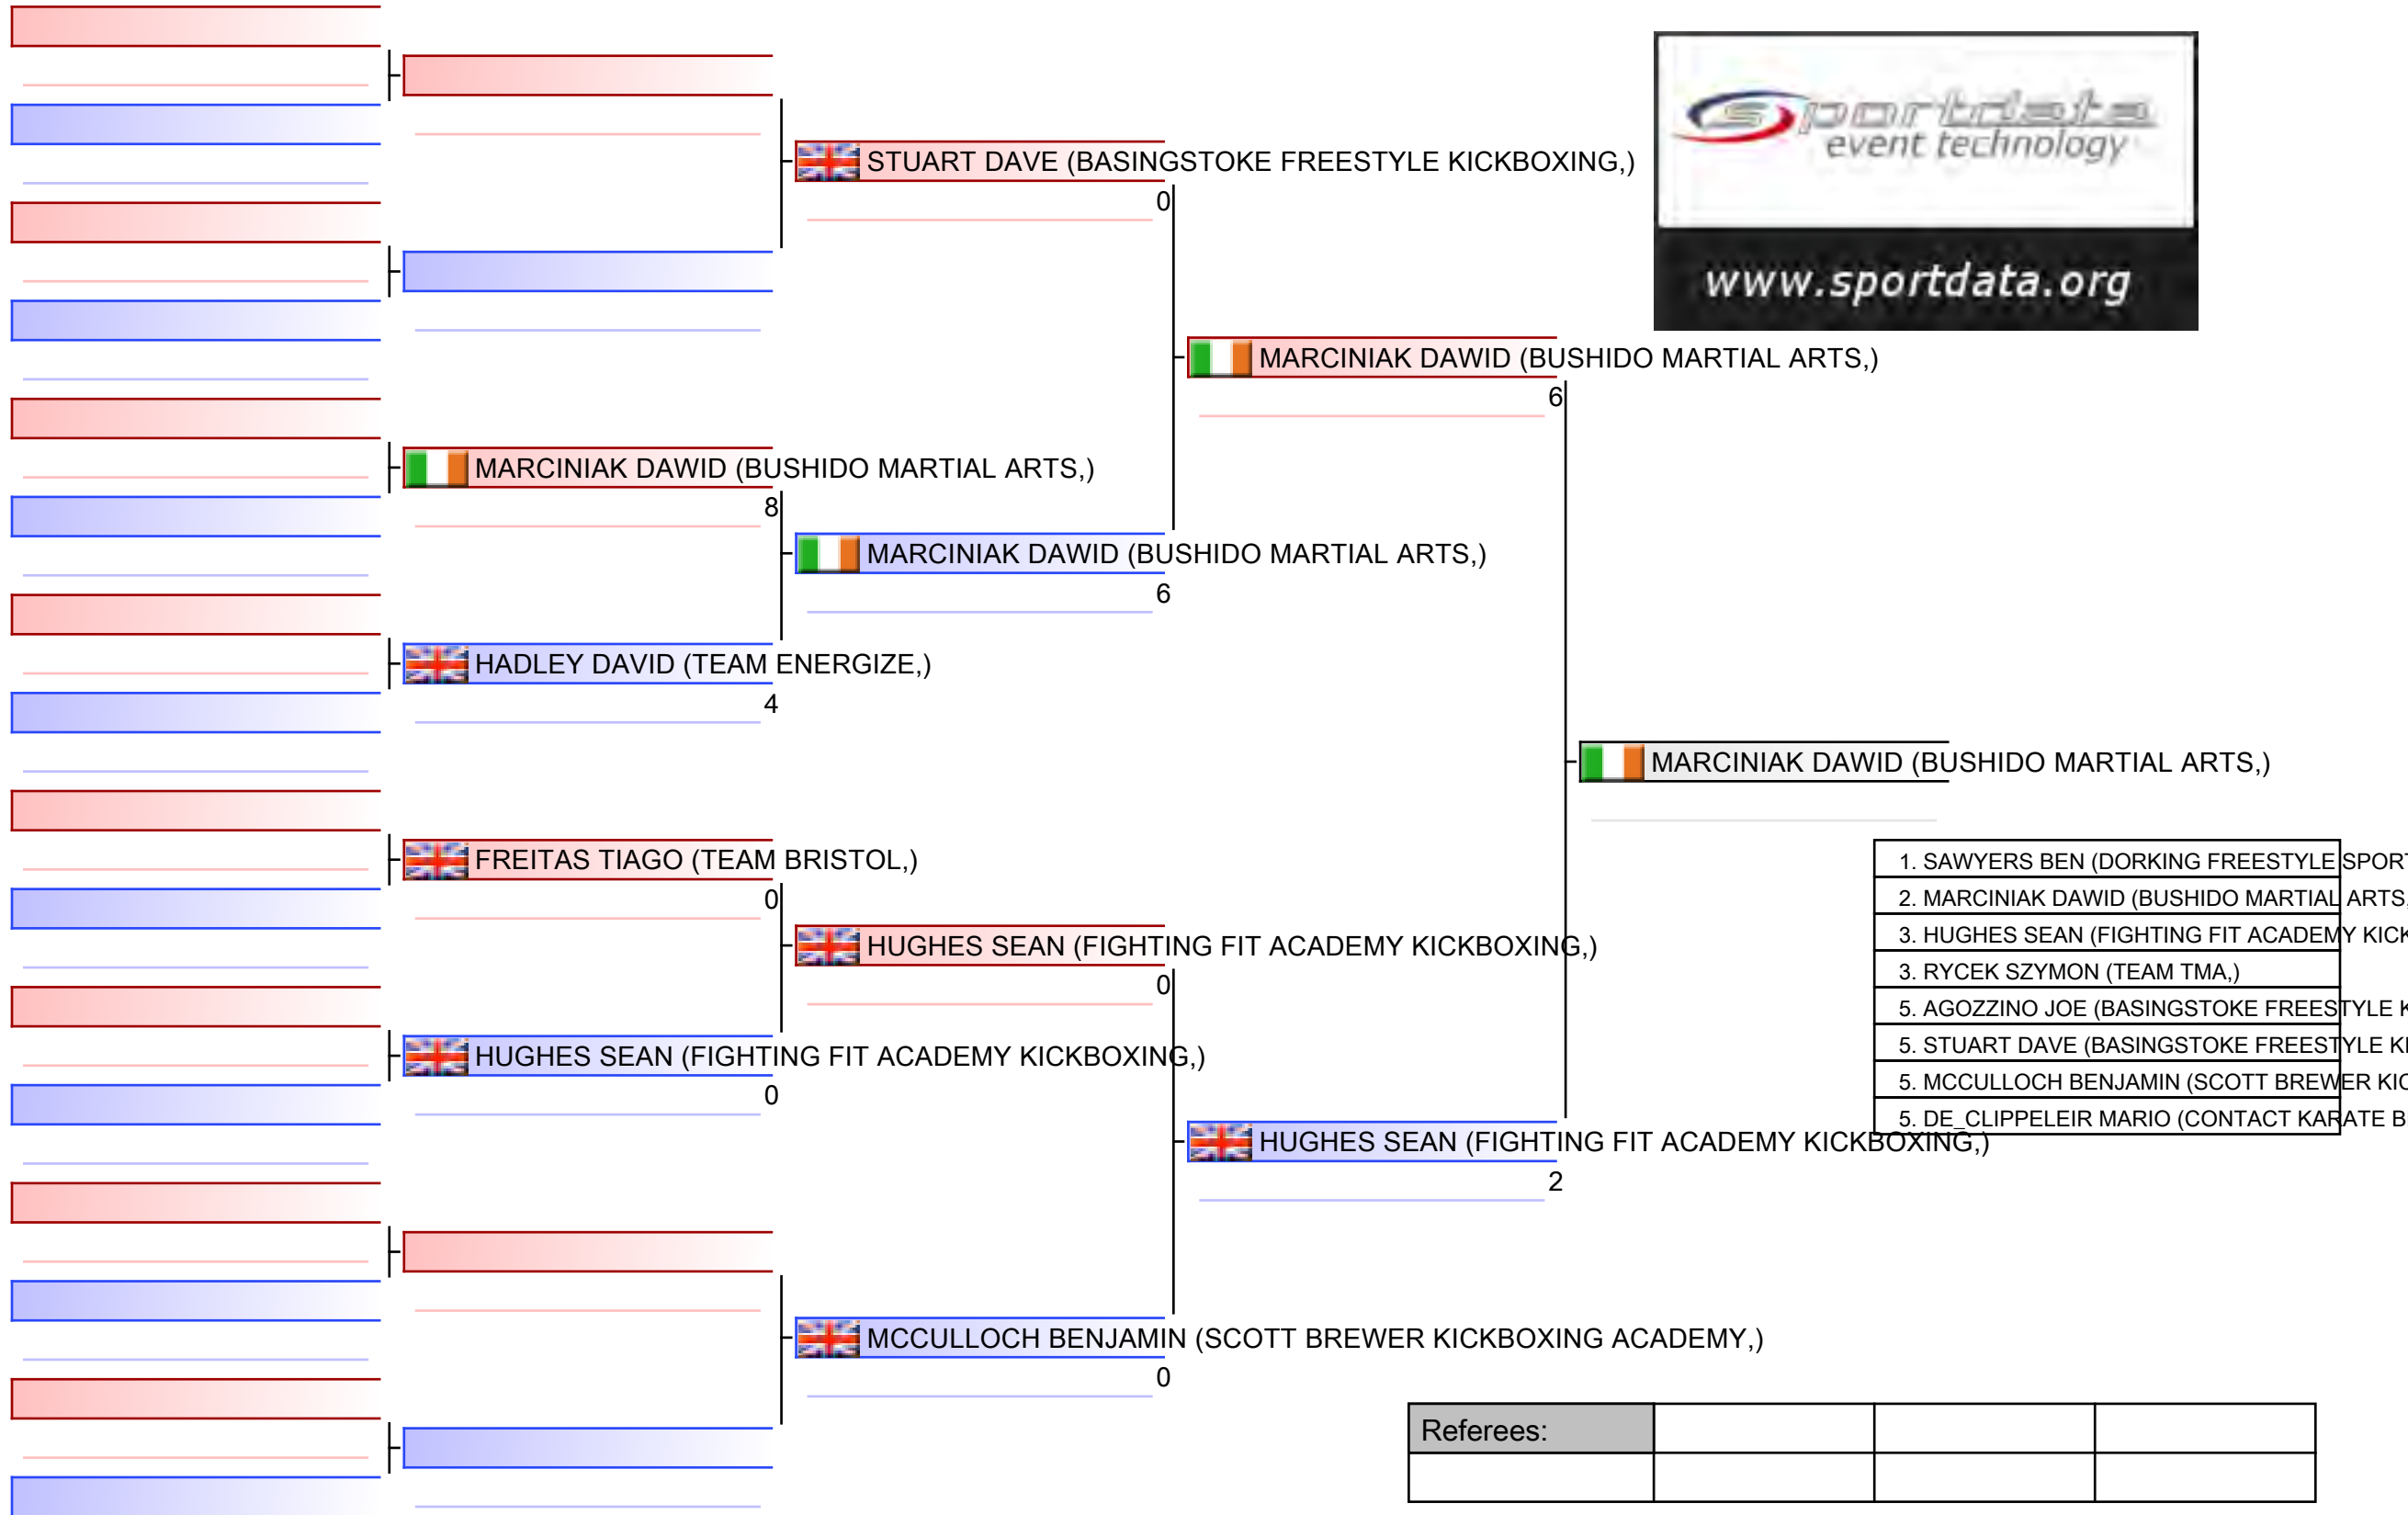 sportdata
event technology
www.sportdata.org
STUART DAVE (BASINGSTOKE FREESTYLE KICKBOXING,)
0
MARCINIAK DAWID (BUSHIDO MARTIAL ARTS,)
6
MARCINIAK DAWID (BUSHIDO MARTIAL ARTS,)
8
MARCINIAK DAWID (BUSHIDO MARTIAL ARTS,)
6
HADLEY DAVID (TEAM ENERGIZE,)
4
MARCINIAK DAWID (BUSHIDO MARTIAL ARTS,)
FREITAS TIAGO (TEAM BRISTOL,)
0
HUGHES SEAN (FIGHTING FIT ACADEMY KICKBOXING,)
0
HUGHES SEAN (FIGHTING FIT ACADEMY KICKBOXING,)
0
1. SAWYERS BEN (DORKING FREESTYLE SPORT
2. MARCINIAK DAWID (BUSHIDO MARTIAL ARTS,
3. HUGHES SEAN (FIGHTING FIT ACADEMY KICK
3. RYCEK SZYMON (TEAM TMA,)
5. AGOZZINO JOE (BASINGSTOKE FREESTYLE K
5. STUART DAVE (BASINGSTOKE FREESTYLE KI
5. MCCULLOCH BENJAMIN (SCOTT BREWER KIC
5. DE_CLIPPELEIR MARIO (CONTACT KARATE B
HUGHES SEAN (FIGHTING FIT ACADEMY KICKBOXING,)
2
MCCULLOCH BENJAMIN (SCOTT BREWER KICKBOXING ACADEMY,)
0
Referees: